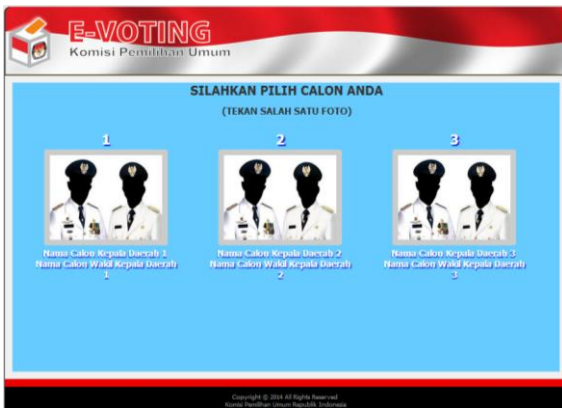 E-VOTING
Komisi Pemilihan Umum
SILAHKAN PILIH CALON ANDA
(TEKAN SALAH SATU FOTO)
1
2
3
Nama Calon Kepala Daerah 1
Nama Calon Wakil Kepala Daerah
1
Nama Calon Kepala Daerah 2
Nama Calon Wakil Kepala Daerah
2
Nama Calon Kepala Daerah 3
Nama Calon Wakil Kepala Daerah
3
Copyright © 2014 All Rights Reserved
Komisi Pemilihan Umum Republik Indonesia